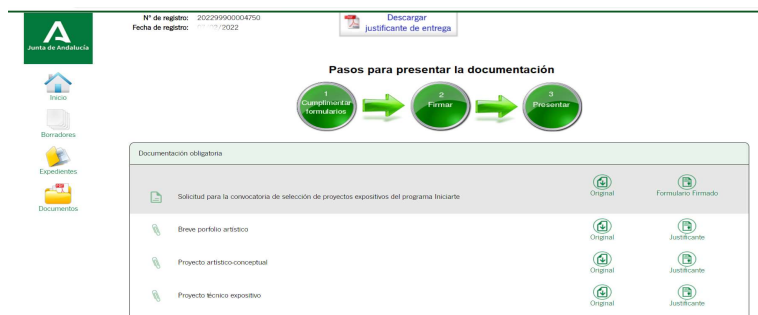 Junta de Andalucía
Inicio
Borradores
Expedientes
Documentos
Nº de registro: 202299900004750
Fecha de registro: /2022
Descargar
justificante de entrega
Pasos para presentar la documentación
1
Cumplimentar
formularios
2
Firmar
3
Presentar
Documentación obligatoria
Solicitud para la convocatoria de selección de proyectos expositivos del programa Iniciarte
Original
Formulario Firmado
Breve porfolio artístico
Original
Justificante
Proyecto artístico-conceptual
Original
Justificante
Proyecto técnico expositivo
Original
Justificante